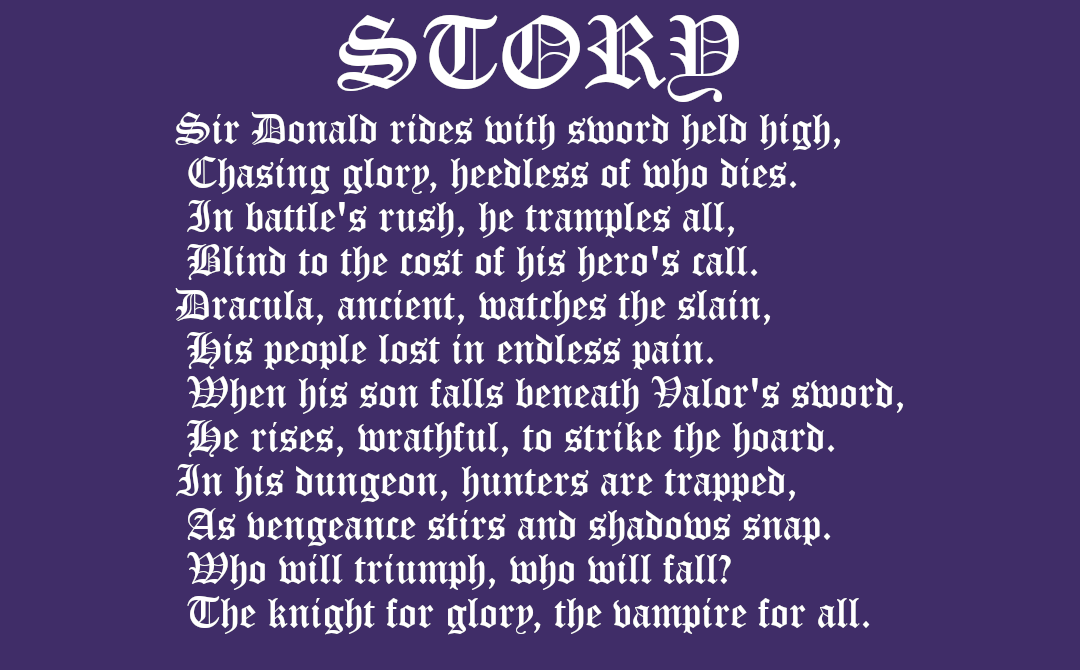 STORY
Sir Donald rides with sword held high,
Chasing glory, heedless of who dies.
In battle's rush, he tramples all,
Blind to the cost of his hero's call.
Dracula, ancient, watches the slain,
His people lost in endless pain.
When his son falls beneath Valor's sword,
He rises, wrathful, to strike the hoard.
In his dungeon, hunters are trapped,
As vengeance stirs and shadows snap.
Who will triumph, who will fall?
The knight for glory, the vampire for all.